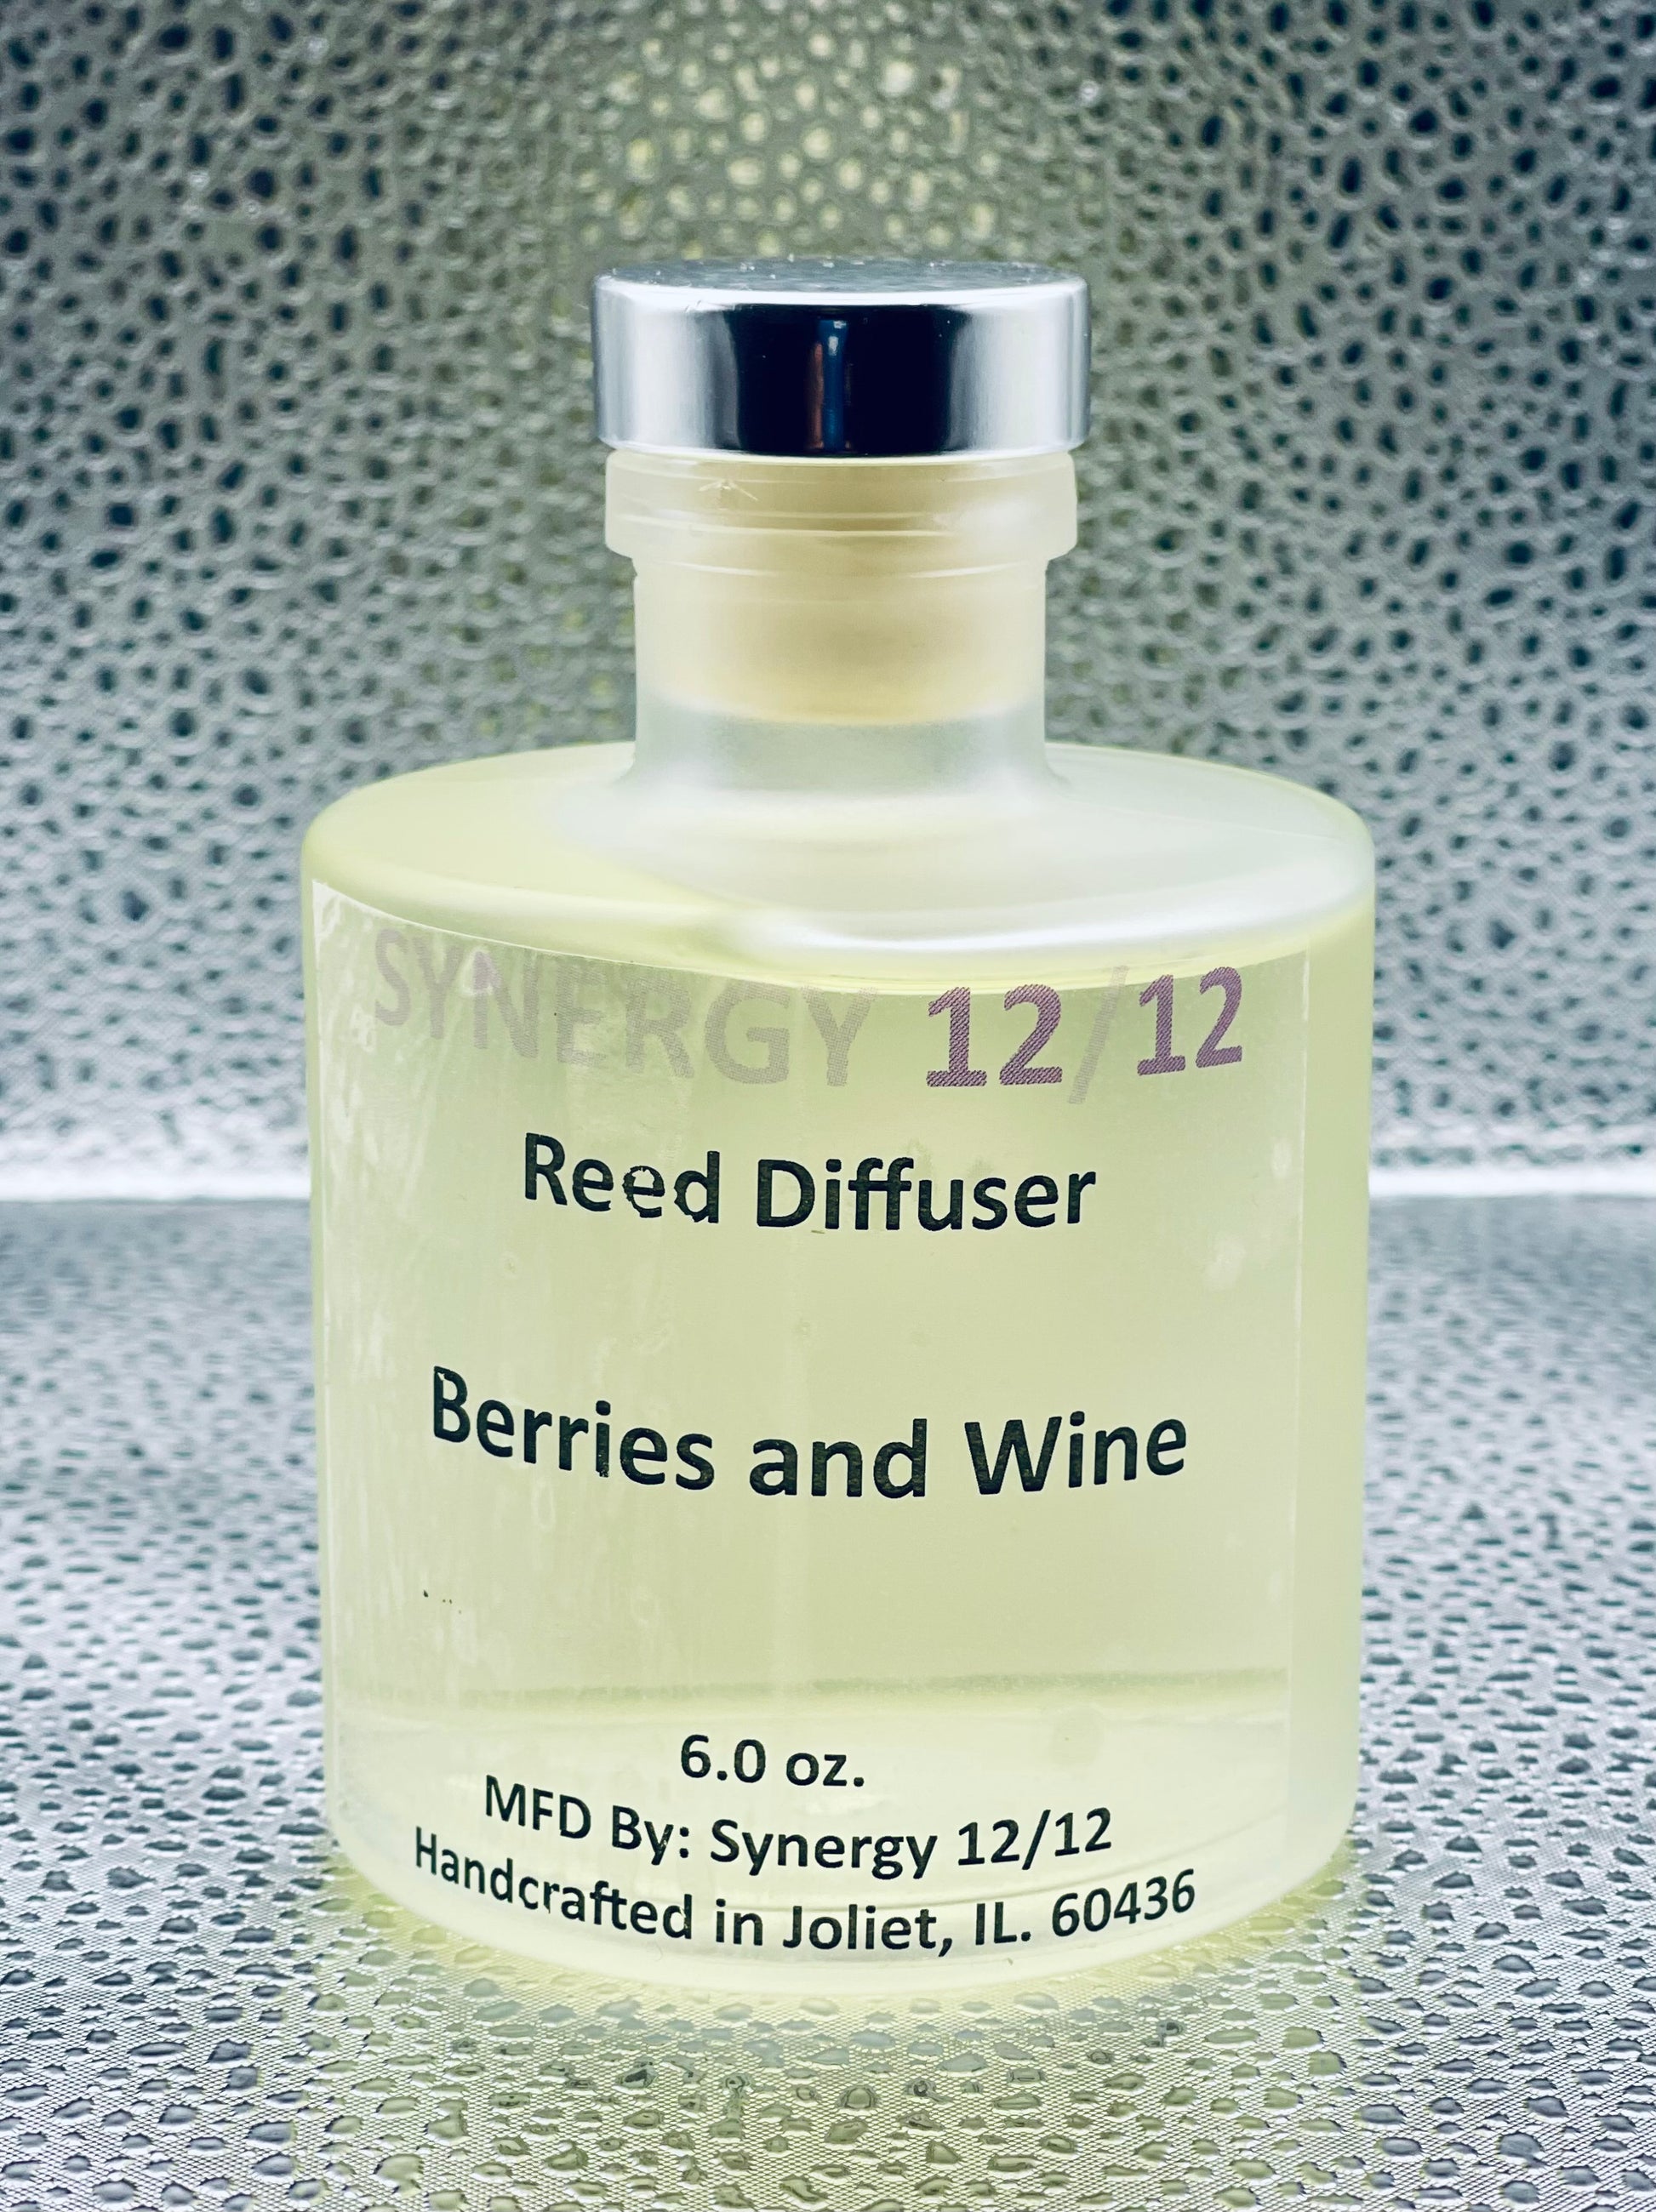 SYNERGY 12/12
Reed Diffuser
Berries and Wine
6.0 oz.
MFD By: Synergy 12/12
Handcrafted in Joliet, IL. 60436